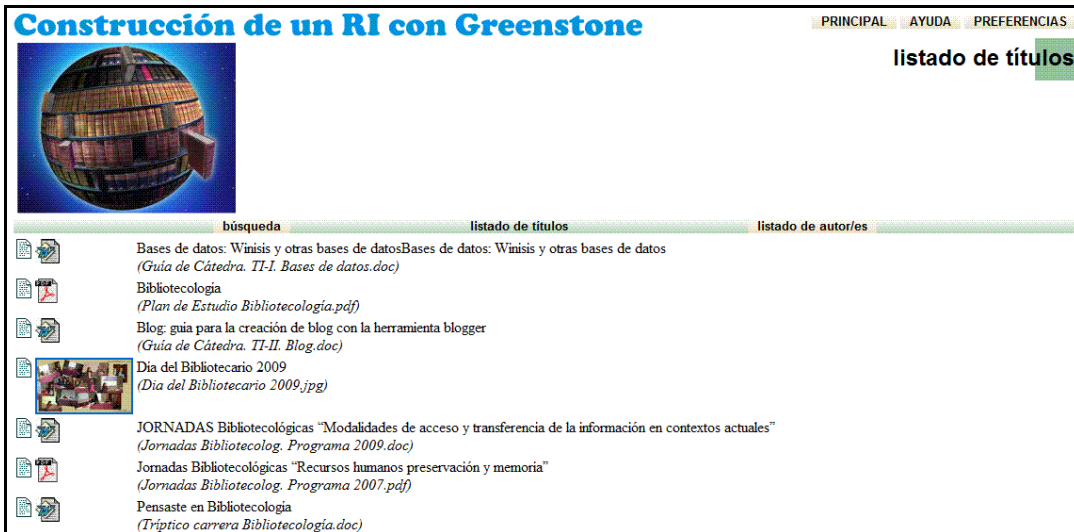 Construcción de un RI con Greenstone
PRINCIPAL AYUDA PREFERENCIAS
listado de títulos
búsqueda listado de títulos listado de autor/es
Bases de datos: Winisis y otras bases de datosBases de datos: Winisis y otras bases de datos
(Guía de Cátedra. TI-I. Bases de datos.doc)
Bibliotecologia
(Plan de Estudio Bibliotecología.pdf)
Blog: guia para la creación de blog con la herramienta blogger
(Guía de Cátedra. TI-II. Blog.doc)
Dia del Bibliotecario 2009
(Dia del Bibliotecario 2009.jpg)
JORNADAS Bibliotecológicas “Modalidades de acceso y transferencia de la información en contextos actuales”
(Jornadas Bibliotecolog. Programa 2009.doc)
Jornadas Bibliotecológicas “Recursos humanos preservación y memoria”
(Jornadas Bibliotecolog. Programa 2007.pdf)
Pensaste en Bibliotecologia
(Tríptico carrera Bibliotecología.doc)